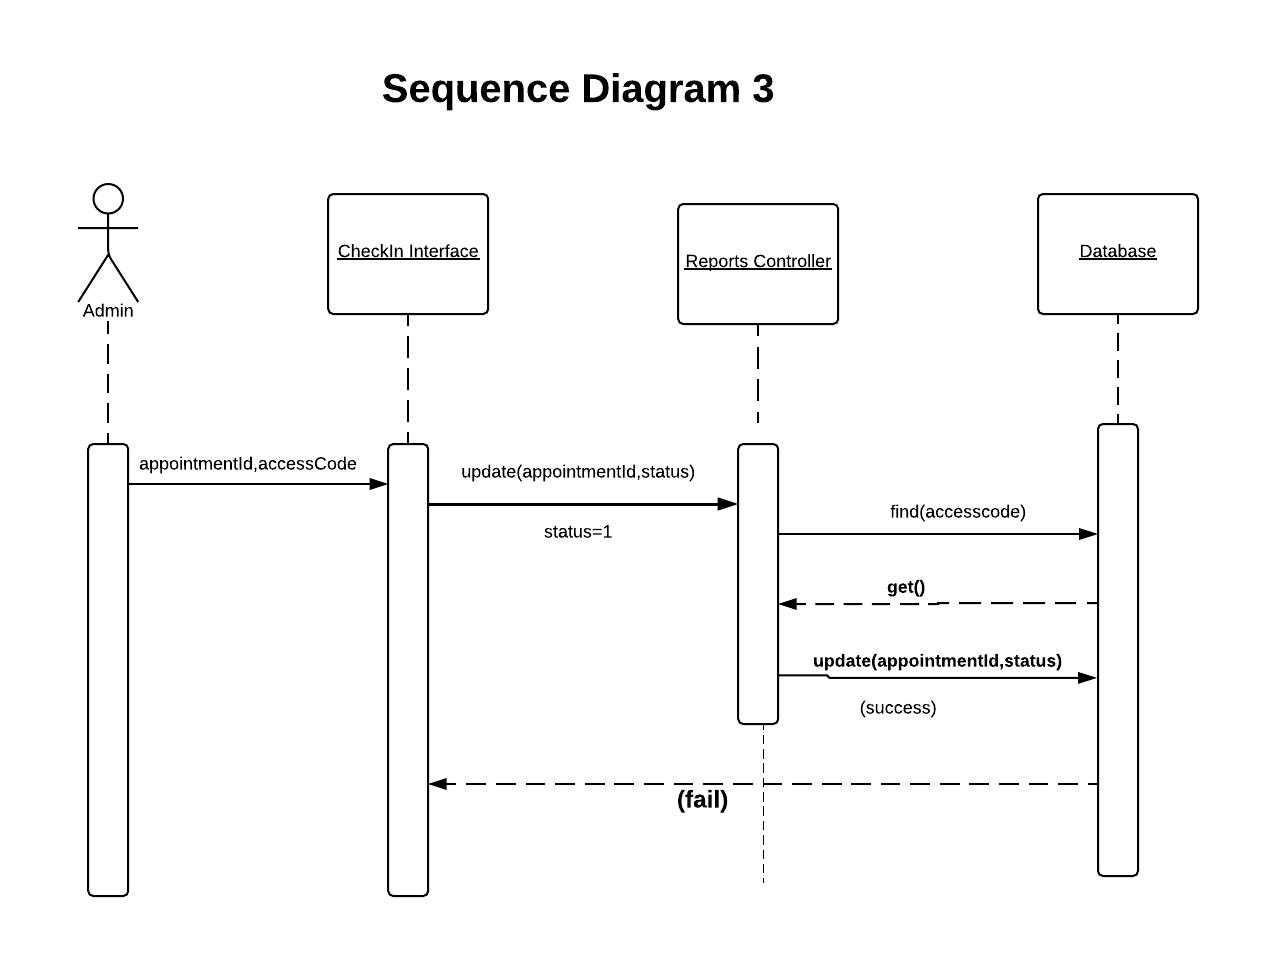 Sequence Diagram 3
Admin
CheckIn Interface
Reports Controller
Database
appointmentId,accessCode
update(appointmentId,status)
status=1
find(accesscode)
get()
update(appointmentId,status)
(success)
(fail)